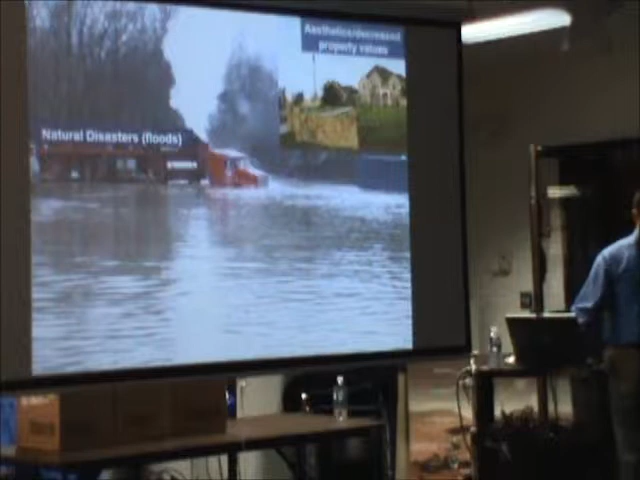 Aesthetics/decreased
property values
Natural Disasters (floods)